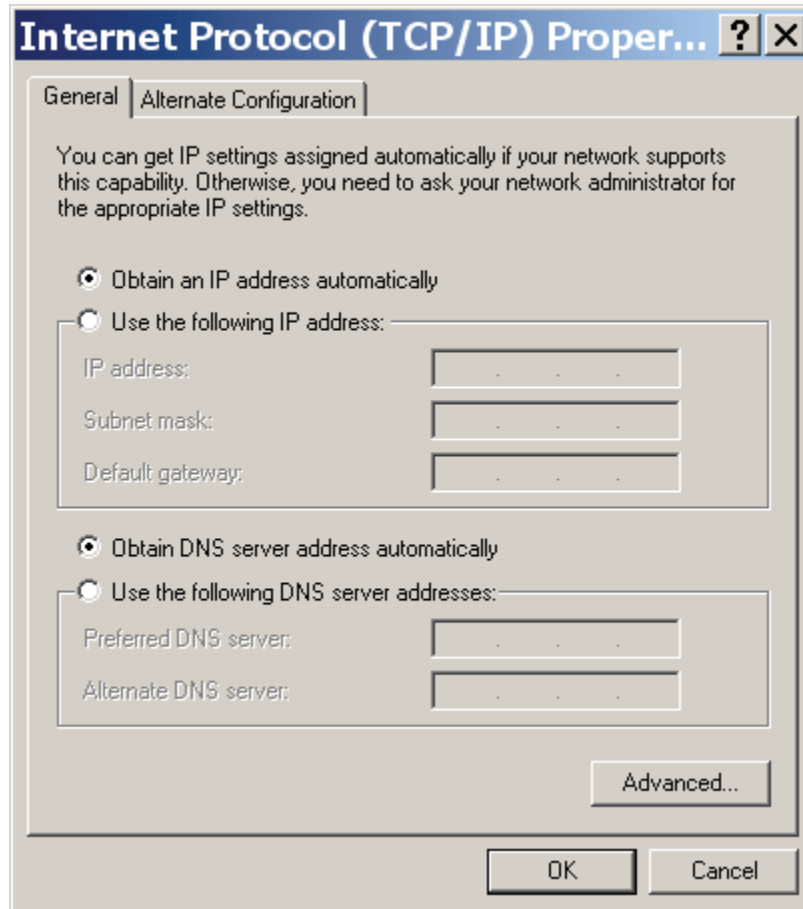 Internet Protocol (TCP/IP) Proper...
General
Alternate Configuration
You can get IP settings assigned automatically if your network supports
this capability. Otherwise, you need to ask your network administrator for
the appropriate IP settings.
Obtain an IP address automatically
Use the following IP address:
IP address:
Subnet mask:
Default gateway:
Obtain DNS server address automatically
Use the following DNS server addresses:
Preferred DNS server:
Alternate DNS server:
Advanced...
OK
Cancel